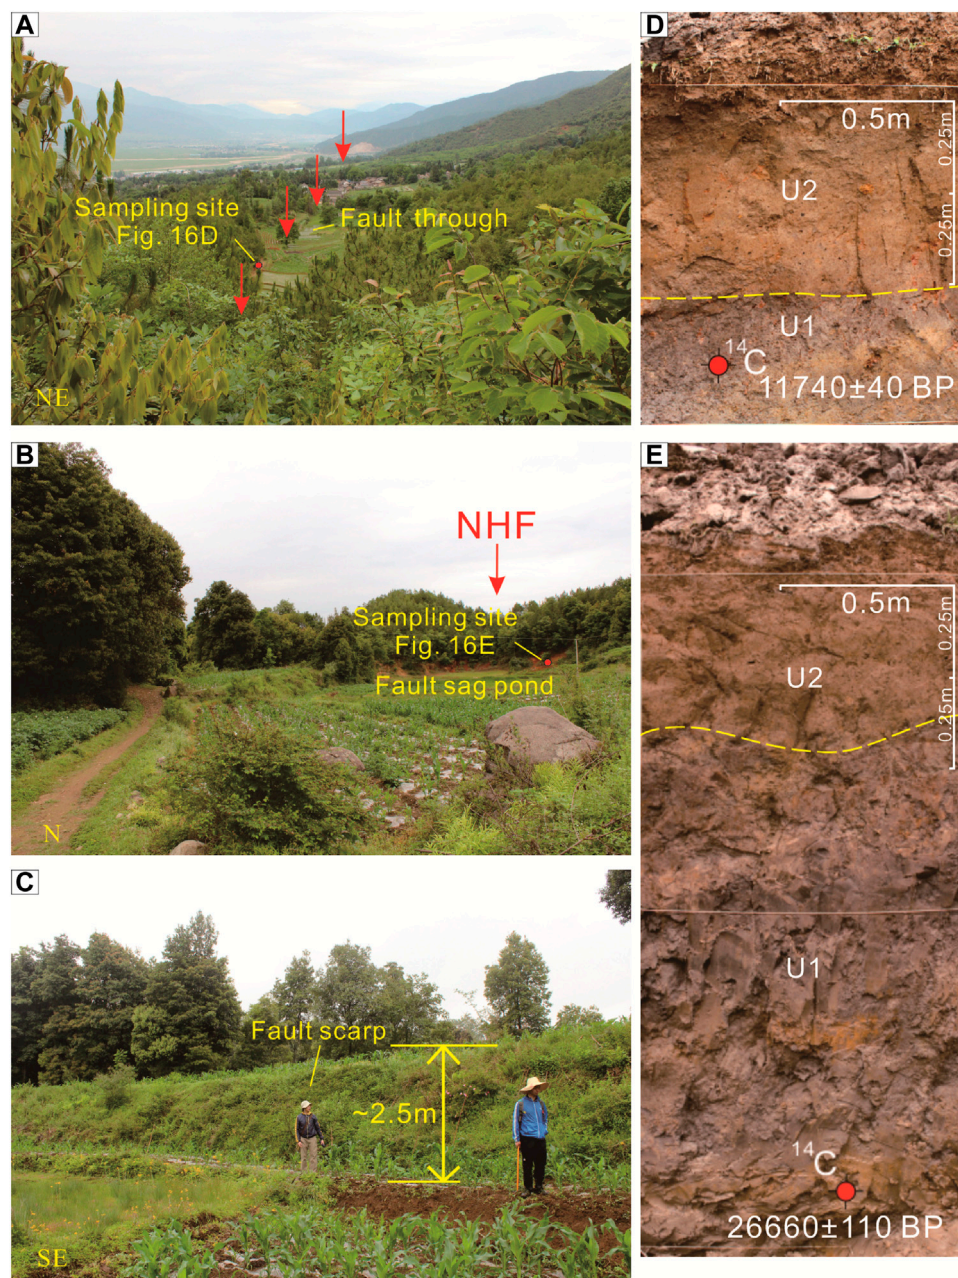 A
Sampling site
Fig. 16D
Fault through
NE
B
NHF
Sampling site
Fig. 16E
Fault sag pond
N
C
Fault scarp
~2.5m
SE
D
0.5m
0.25m , 0.25m
U2
U1
14C
11740±40 BP
E
0.5m
0.25m , 0.25m
U2
U1
14C
26660±110 BP